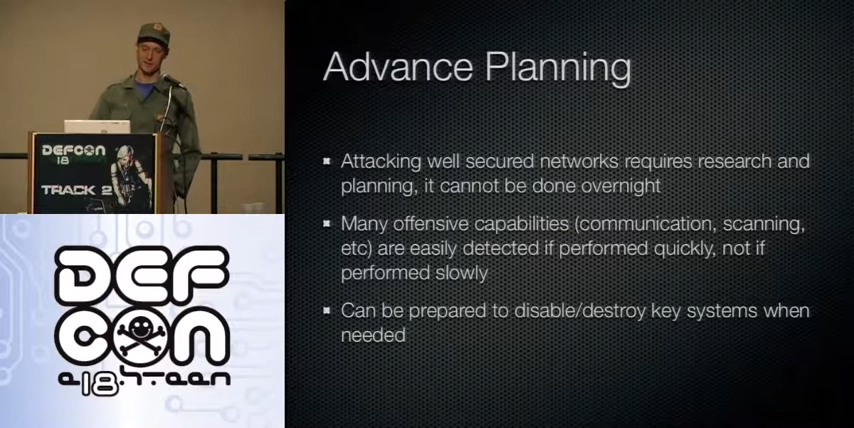 DEFCON
18
TRACK 2
DEF
CON
e18hteen
Advance Planning
Attacking well secured networks requires research and
planning, it cannot be done overnight
Many offensive capabilities (communication, scanning,
etc) are easily detected if performed quickly, not if
performed slowly
Can be prepared to disable/destroy key systems when
needed